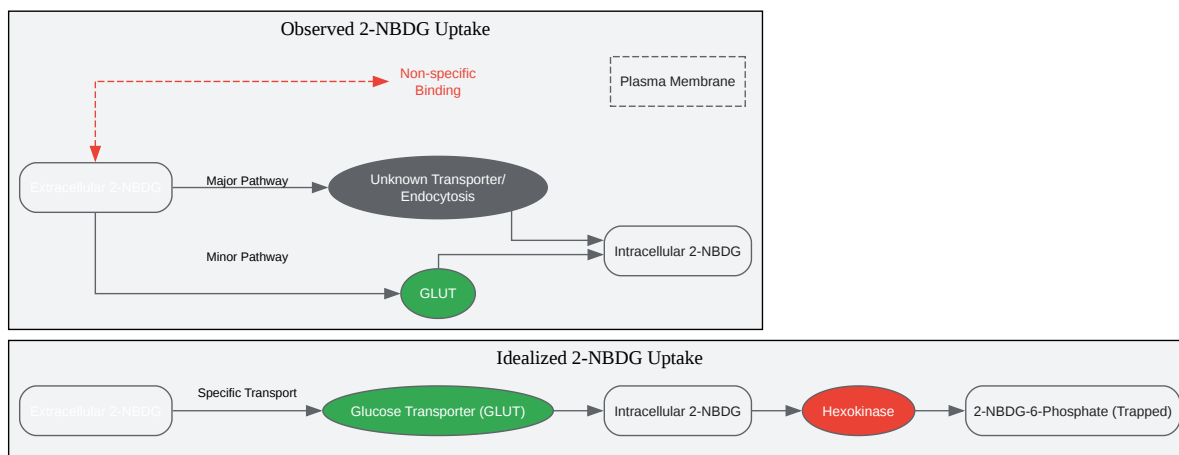 Observed 2-NBDG Uptake
Non-specific
Binding
Plasma Membrane
Extracellular 2-NBDG
Major Pathway
Unknown Transporter/
Endocytosis
Minor Pathway
Intracellular 2-NBDG
GLUT
Idealized 2-NBDG Uptake
Extracellular 2-NBDG
Specific Transport
Glucose Transporter (GLUT)
Intracellular 2-NBDG
Hexokinase
2-NBDG-6-Phosphate (Trapped)